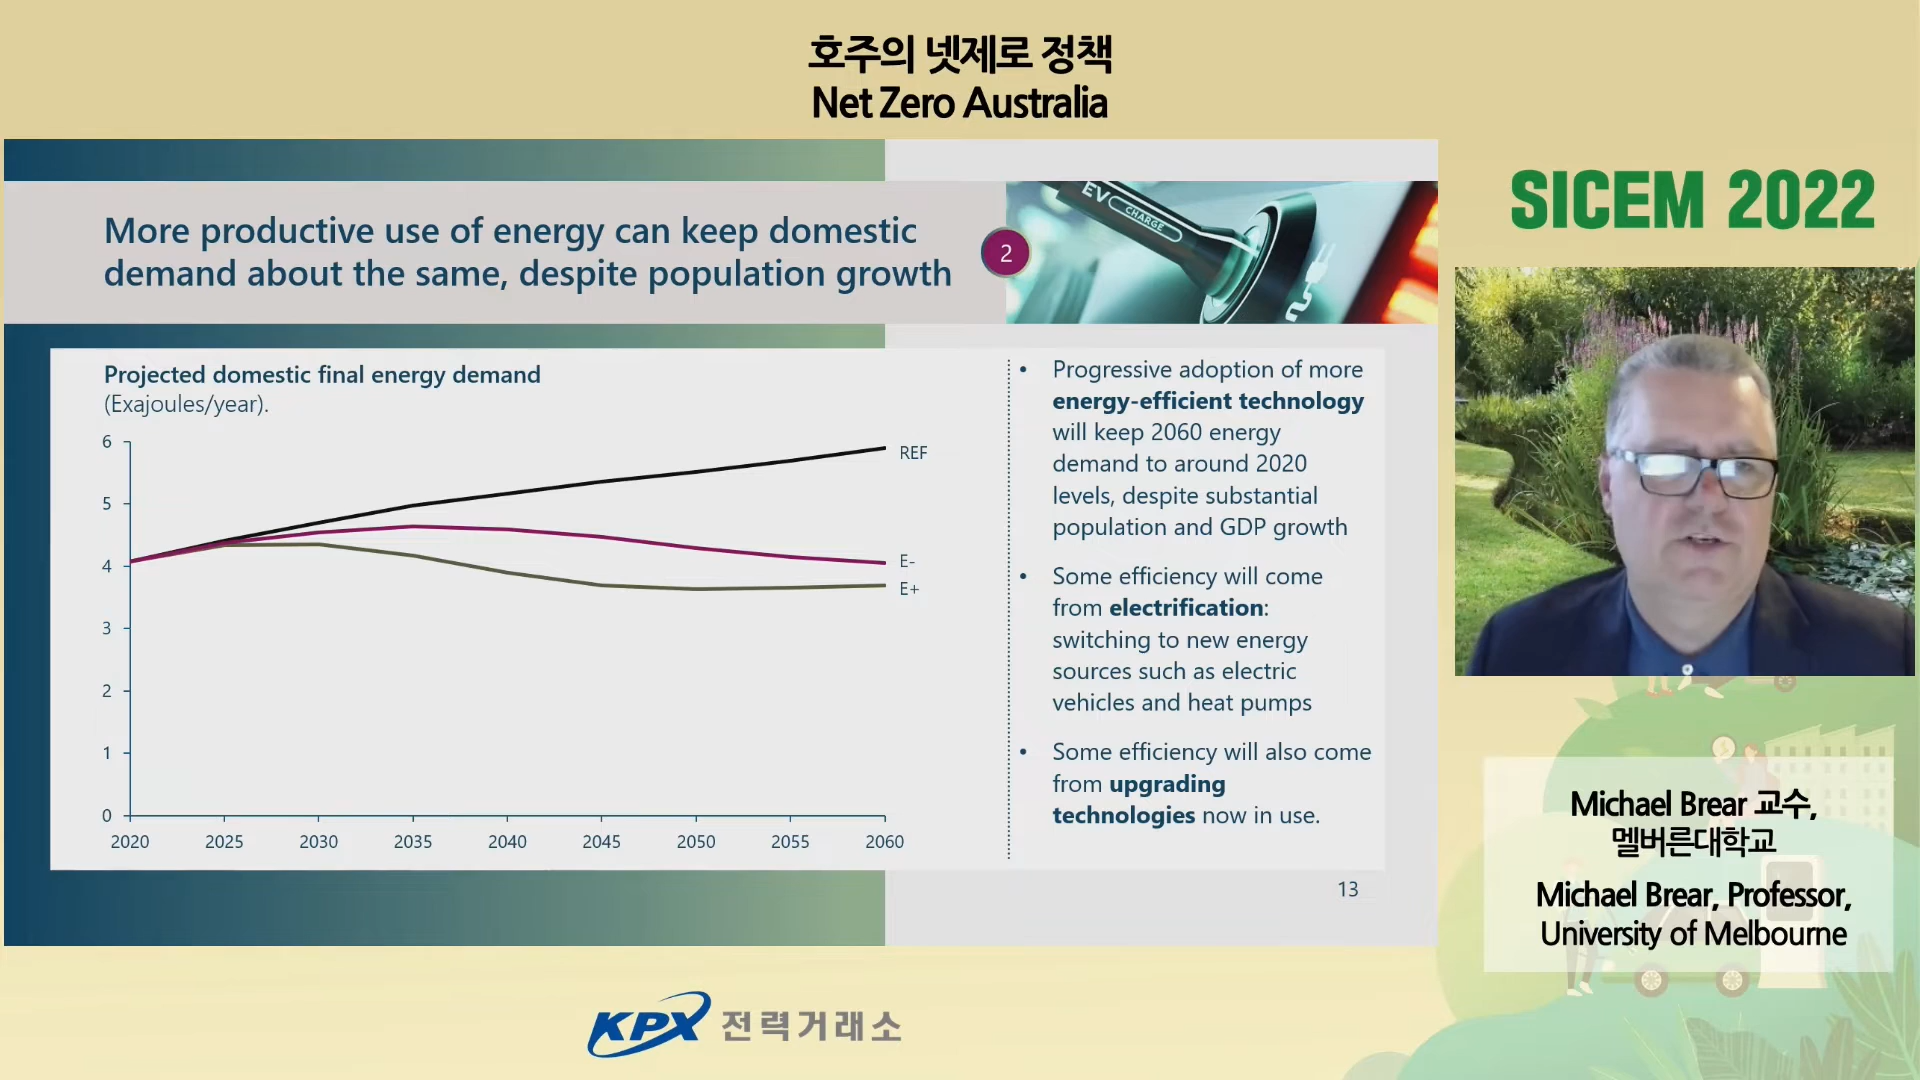 호주의 넷제로 정책
Net Zero Australia
SICEM 2022
More productive use of energy can keep domestic
demand about the same, despite population growth
2
EV
CHARGE
Projected domestic final energy demand
(Exajoules/year).
6
5
4
3
2
1
0
2020 2025 2030 2035 2040 2045 2050 2055 2060
REF
E-
E+
• Progressive adoption of more
energy-efficient technology
will keep 2060 energy
demand to around 2020
levels, despite substantial
population and GDP growth
• Some efficiency will come
from electrification:
switching to new energy
sources such as electric
vehicles and heat pumps
• Some efficiency will also come
from upgrading
technologies now in use.
13
Michael Brear 교수,
멜버른대학교
Michael Brear, Professor,
University of Melbourne
KPX 전력거래소